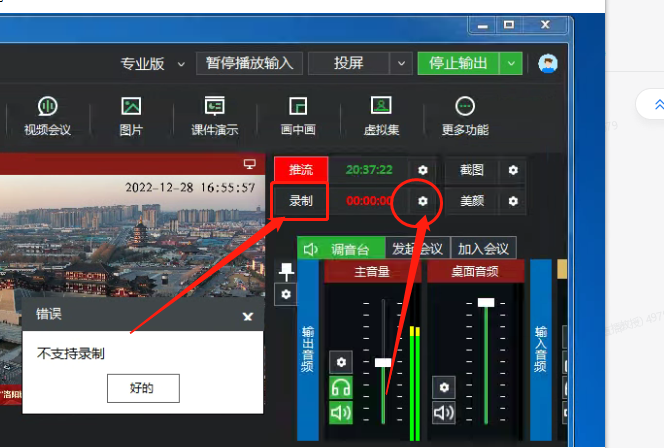 专业版
暂停播放输入
投屏
停止输出
视频会议
图片
课件演示
画中画
虚拟集
更多功能
推流
20:37:22
截图
2022-12-28 16:55:57
录制
00:00:00
美颜
调音台
发起会议
加入会议
主音量
桌面音频
错误
不支持录制
好的
输出音频
输入音频